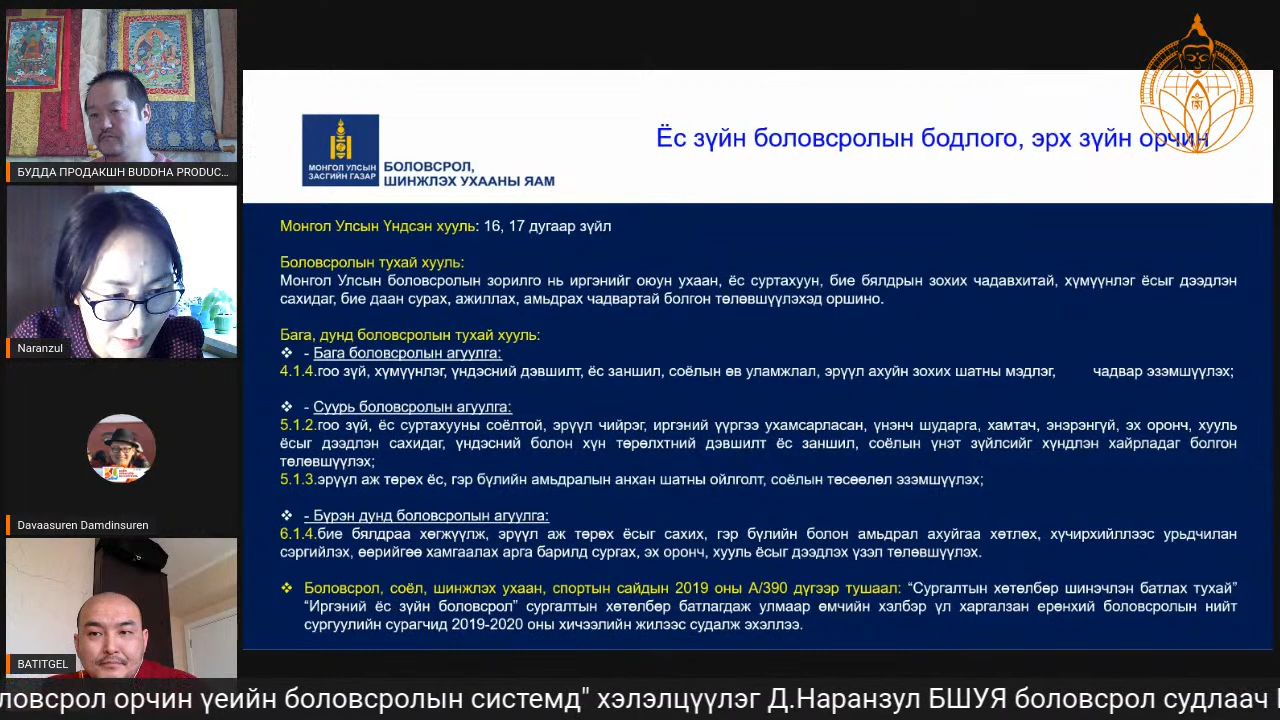 БУДДА ПРОДАКШН BUDDHA PRODUC...
Naranzul
Davaasuren Damdinsuren
BATITGEL
МОНГОЛ УЛСЫН
ЗАСГИЙН ГАЗАР
БОЛОВСРОЛ,
ШИНЖЛЭХ УХААНЫ ЯАМ
Ёс зүйн боловсролын бодлого, эрх зүйн орчин
Монгол Улсын Үндсэн хууль: 16, 17 дугаар зүйл
Боловсролын тухай хууль:
Монгол Улсын боловсролын зорилго нь иргэнийг оюун ухаан, ёс суртахуун, бие бялдрын зохих чадавхитай, хүмүүнлэг ёсыг дээдлэн
сахидаг, бие даан сурах, ажиллах, амьдрах чадвартай болгон төлөвшүүлэхэд оршино.
Бага, дунд боловсролын тухай хууль:
❖ - Бага боловсролын агуулга:
4.1.4.гоо зүй, хүмүүнлэг, үндэсний дэвшилт, ёс заншил, соёлын өв уламжлал, эрүүл ахуйн зохих шатны мэдлэг, чадвар эзэмшүүлэх;
❖ - Суурь боловсролын агуулга:
5.1.2.гоо зүй, ёс суртахууны соёлтой, эрүүл чийрэг, иргэний үүргээ ухамсарласан, үнэнч шударга, хамтач, энэрэнгүй, эх оронч, хууль
ёсыг дээдлэн сахидаг, үндэсний болон хүн төрөлхтний дэвшилт ёс заншил, соёлын үнэт зүйлсийг хүндлэн хайрладаг болгон
төлөвшүүлэх;
5.1.3.эрүүл аж төрөх ёс, гэр бүлийн амьдралын анхан шатны ойлголт, соёлын төсөөлөл эзэмшүүлэх;
❖ - Бүрэн дунд боловсролын агуулга:
6.1.4.бие бялдраа хөгжүүлж, эрүүл аж төрөх ёсыг сахих, гэр бүлийн болон амьдрал ахуйгаа хөтлөх, хүчирхийллээс урьдчилан
сэргийлэх, өөрийгөө хамгаалах арга барилд сургах, эх оронч, хууль ёсыг дээдлэх үзэл төлөвшүүлэх.
❖ Боловсрол, соёл, шинжлэх ухаан, спортын сайдын 2019 оны А/390 дүгээр тушаал: “Сургалтын хөтөлбөр шинэчлэн батлах тухай”
“Иргэний ёс зүйн боловсрол” сургалтын хөтөлбөр батлагдаж улмаар өмчийн хэлбэр үл харгалзан ерөнхий боловсролын нийт
сургуулийн сурагчид 2019-2020 оны хичээлийн жилээс судалж эхэллээ.
ловсрол орчин үеийн боловсролын системд" хэлэлцүүлэг Д.Наранзул БШУЯ боловсрол судлаач